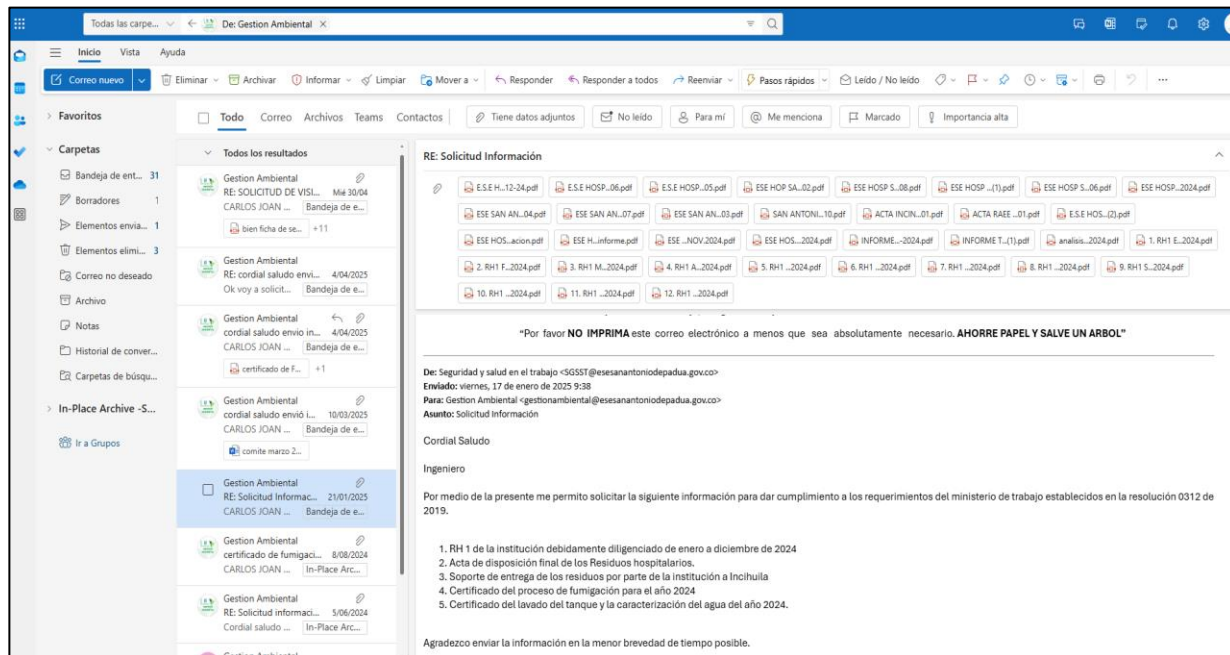 Todas las carpe...
De: Gestion Ambiental
Inicio Vista Ayuda
Correo nuevo Eliminar Archivar Informar Limpiar Mover a Responder Responder a todos Reenviar Pasos rápidos Leído / No leído
Favoritos
Carpetas
Bandeja de ent... 31
Borradores 1
Elementos envia... 1
Elementos elimi... 3
Correo no deseado
Archivo
Notas
Historial de conver...
Carpetas de búsqu...
In-Place Archive -S...
Ir a Grupos
Todo Correo Archivos Teams Contactos Tiene datos adjuntos No leído Para mí Me menciona Marcado Importancia alta
Todos los resultados
Gestion Ambiental
RE: SOLICITUD DE VISI... Mié 30/04
CARLOS JOAN ... Bandeja de e...
bien ficha de se... +11
Gestion Ambiental
RE: cordial saludo envi... 4/04/2025
Ok voy a solicit... Bandeja de e...
Gestion Ambiental
cordial saludo envio in... 4/04/2025
CARLOS JOAN ... Bandeja de e...
certificado de F... +1
Gestion Ambiental
cordial saludo envió i... 10/03/2025
CARLOS JOAN ... Bandeja de e...
comite marzo 2...
Gestion Ambiental
RE: Solicitud Informac... 21/01/2025
CARLOS JOAN ... Bandeja de e...
Gestion Ambiental
certificado de fumigaci... 8/08/2024
CARLOS JOAN ... In-Place Arc...
Gestion Ambiental
RE: Solicitud informaci... 5/06/2024
Cordial saludo ... In-Place Arc...
RE: Solicitud Información
E.S.E H...12-24.pdf E.S.E HOSP...06.pdf E.S.E HOSP...05.pdf ESE HOP SA...02.pdf ESE HOSP S...08.pdf ESE HOSP ...(1).pdf ESE HOSP S...06.pdf ESE HOSP...2024.pdf
ESE SAN AN...04.pdf ESE SAN AN...07.pdf ESE SAN AN...03.pdf SAN ANTONI...10.pdf ACTA INCIN...01.pdf ACTA RAEE ...01.pdf E.S.E HOS...(2).pdf
ESE HOS...acion.pdf ESE H...informe.pdf ESE ...NOV.2024.pdf ESE HOS...2024.pdf INFORME...-2024.pdf INFORME T...(1).pdf analisis...2024.pdf 1. RH1 E...2024.pdf
2. RH1 F...2024.pdf 3. RH1 M...2024.pdf 4. RH1 A...2024.pdf 5. RH1 ...2024.pdf 6. RH1 ...2024.pdf 7. RH1 ...2024.pdf 8. RH1 ...2024.pdf 9. RH1 S...2024.pdf
10. RH1 ...2024.pdf 11. RH1 ...2024.pdf 12. RH1 ...2024.pdf
"Por favor NO IMPRIMA este correo electrónico a menos que sea absolutamente necesario. AHORRE PAPEL Y SALVE UN ARBOL"
De: Seguridad y salud en el trabajo <SGSST@esesanantoniodepadua.gov.co>
Enviado: viernes, 17 de enero de 2025 9:38
Para: Gestion Ambiental <gestionambiental@esesanantoniodepadua.gov.co>
Asunto: Solicitud Información
Cordial Saludo
Ingeniero
Por medio de la presente me permito solicitar la siguiente información para dar cumplimiento a los requerimientos del ministerio de trabajo establecidos en la resolución 0312 de
2019.
1. RH 1 de la institución debidamente diligenciado de enero a diciembre de 2024
2. Acta de disposición final de los Residuos hospitalarios.
3. Soporte de entrega de los residuos por parte de la institución a Incihuila
4. Certificado del proceso de fumigación para el año 2024
5. Certificado del lavado del tanque y la caracterización del agua del año 2024.
Agradezco enviar la información en la menor brevedad de tiempo posible.